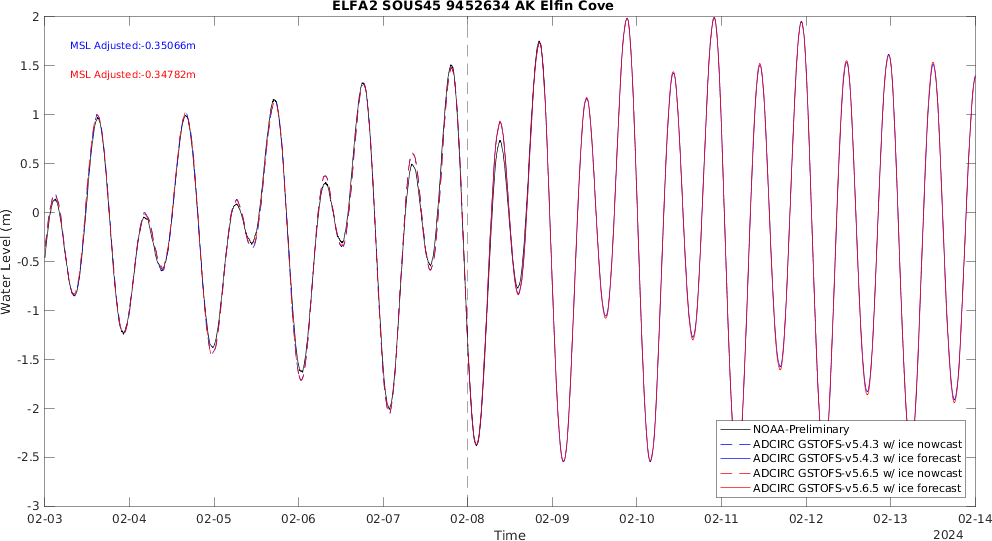 ELFA2 SOUS45 9452634 AK Elfin Cove
MSL Adjusted:-0.35066m
MSL Adjusted:-0.34782m
Water Level (m)
2
1.5
1
0.5
0
-0.5
-1
-1.5
-2
-2.5
-3
NOAA-Preliminary
ADCIRC GSTOFS-v5.4.3 w/ ice nowcast
ADCIRC GSTOFS-v5.4.3 w/ ice forecast
ADCIRC GSTOFS-v5.6.5 w/ ice nowcast
ADCIRC GSTOFS-v5.6.5 w/ ice forecast
02-03 02-04 02-05 02-06 02-07 02-08 02-09 02-10 02-11 02-12 02-13 02-14
Time
2024